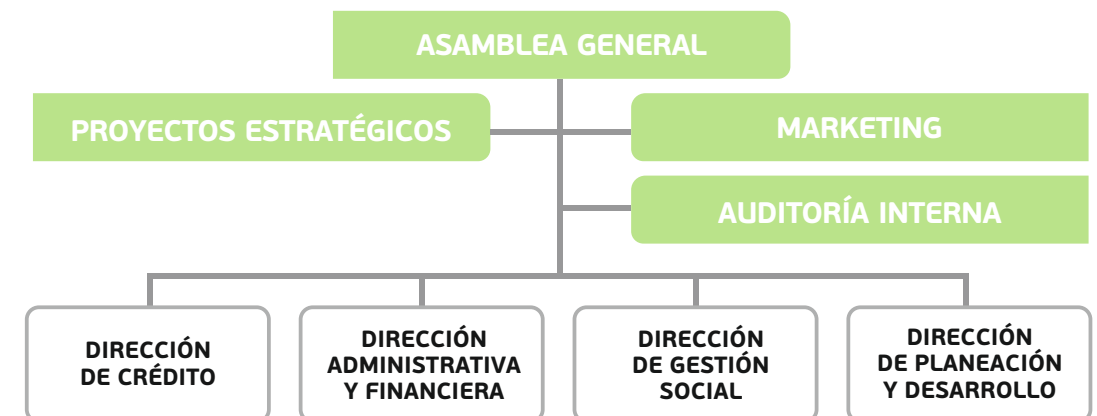 ASAMBLEA GENERAL
PROYECTOS ESTRATÉGICOS
MARKETING
AUDITORÍA INTERNA
DIRECCIÓN
DE CRÉDITO
DIRECCIÓN
ADMINISTRATIVA
Y FINANCIERA
DIRECCIÓN
DE GESTIÓN
SOCIAL
DIRECCIÓN
DE PLANEACIÓN
Y DESARROLLO